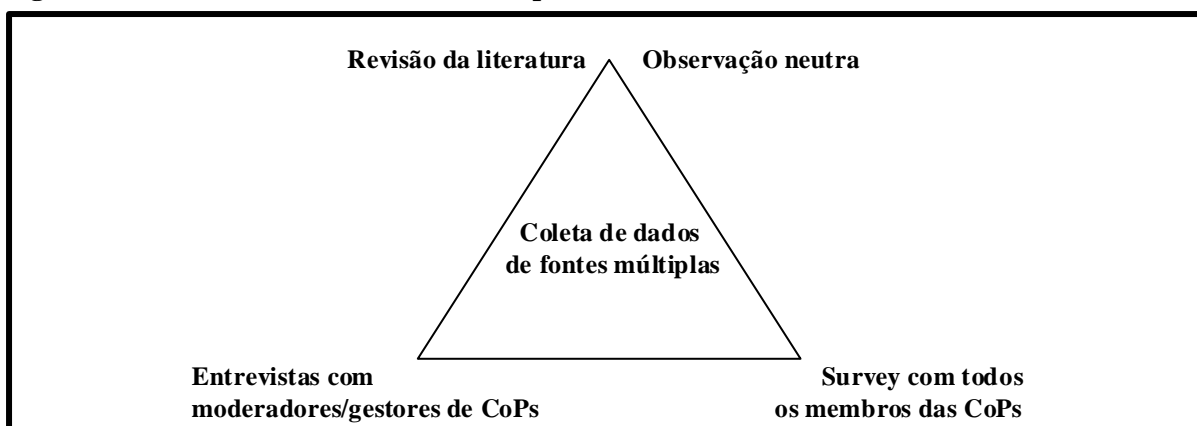 Revisão da literatura
Observação neutra
Coleta de dados
de fontes múltiplas
Entrevistas com
moderadores/gestores de CoPs
Survey com todos
os membros das CoPs